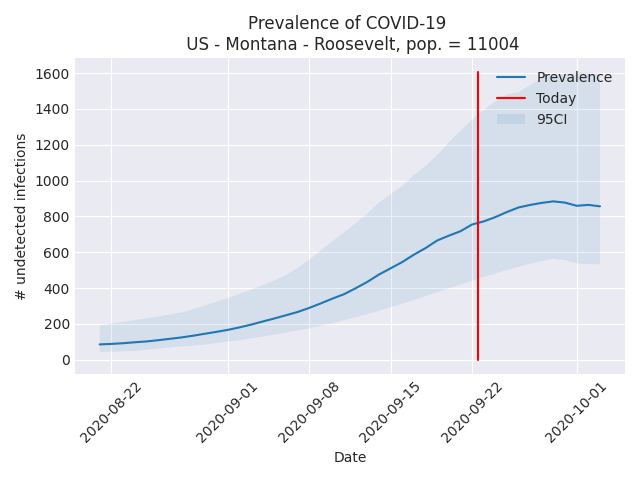 Prevalence of COVID-19
US - Montana - Roosevelt, pop. = 11004
# undetected infections
1600
1400
1200
1000
800
600
400
200
0
Prevalence
Today
95CI
2020-08-22
2020-09-01
2020-09-08
2020-09-15
2020-09-22
2020-10-01
Date